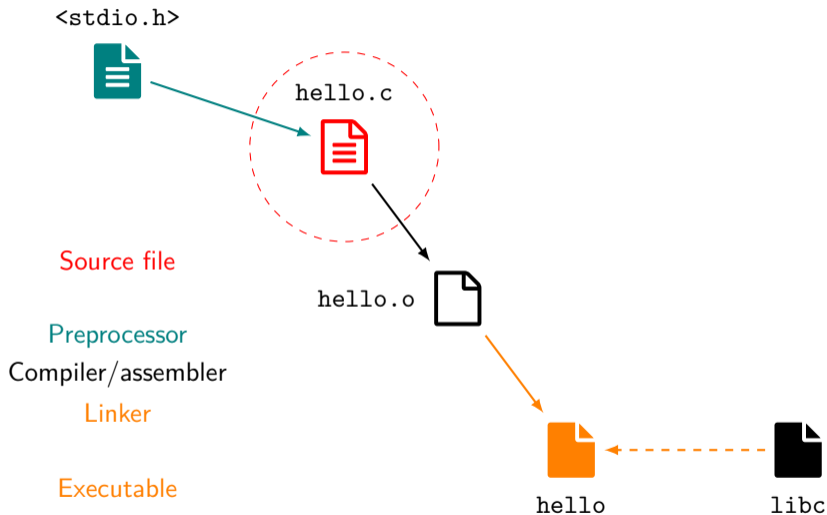 <stdio.h>
hello.c
Source file
hello.o
Preprocessor
Compiler/assembler
Linker
Executable
hello
libc